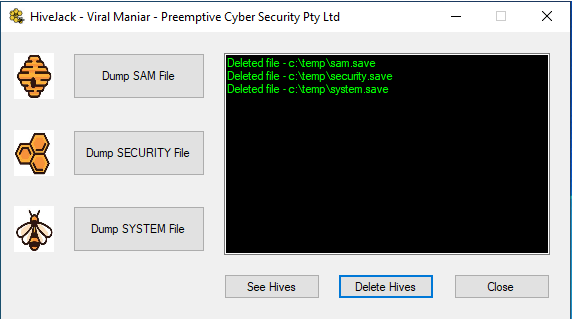 HiveJack - Viral Maniar - Preemptive Cyber Security Pty Ltd
Dump SAM File
Dump SECURITY File
Dump SYSTEM File
Deleted file - c:\temp\sam.save
Deleted file - c:\temp\security.save
Deleted file - c:\temp\system.save
See Hives
Delete Hives
Close